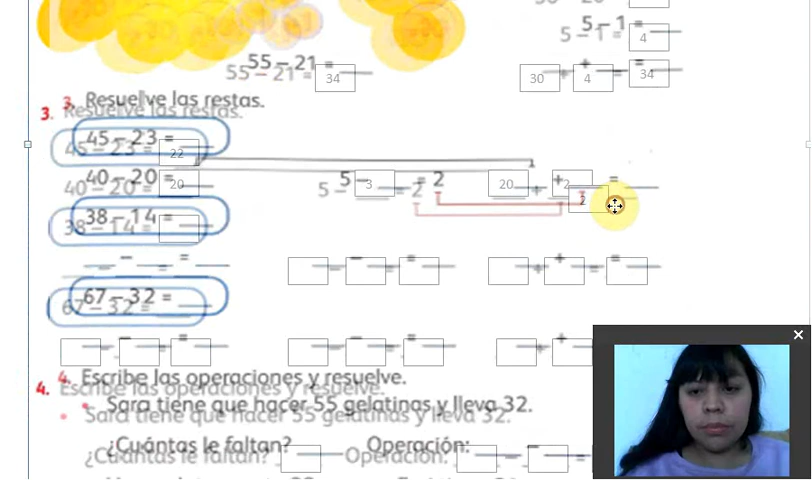 5 – 1 = 4
55 – 21 = 34 30 + 4 = 34
3. Resuelve las restas.
45 – 23 = 22
40 – 20 = 20 5 – 3 = 2 20 + 2 =
2
38 – 14 =
– =
– = + =
67 – 32 =
– = – = +
4. Escribe las operaciones y resuelve.
• Sara tiene que hacer 55 gelatinas y lleva 32.
¿Cuántas le faltan? Operación: – =